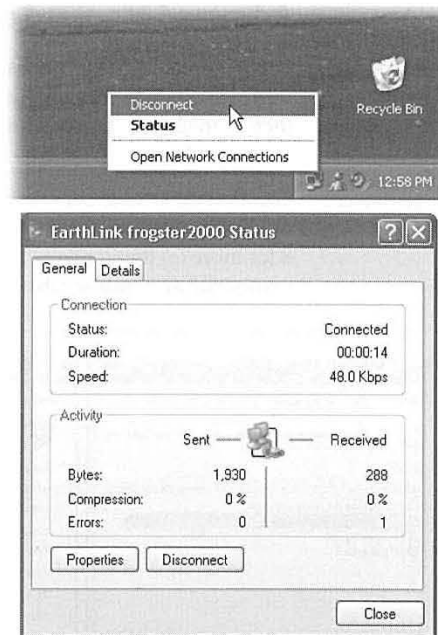 Disconnect
Status
Open Network Connections
Recycle Bin
12:58 PM
EarthLink frogster2000 Status
General Details
Connection
Status: Connected
Duration: 00:00:14
Speed: 48.0 Kbps
Activity
Sent Received
Bytes: 1,930 288
Compression: 0 % 0 %
Errors: 0 1
Properties Disconnect
Close